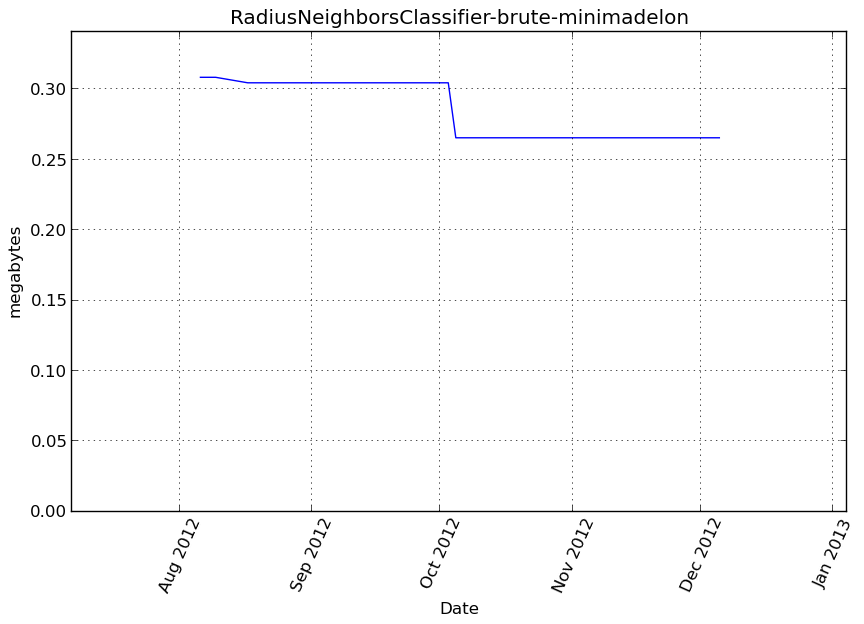 RadiusNeighborsClassifier-brute-minimadelon
0.30
0.25
0.20
0.15
0.10
0.05
0.00
megabytes
Aug 2012
Sep 2012
Oct 2012
Nov 2012
Dec 2012
Jan 2013
Date